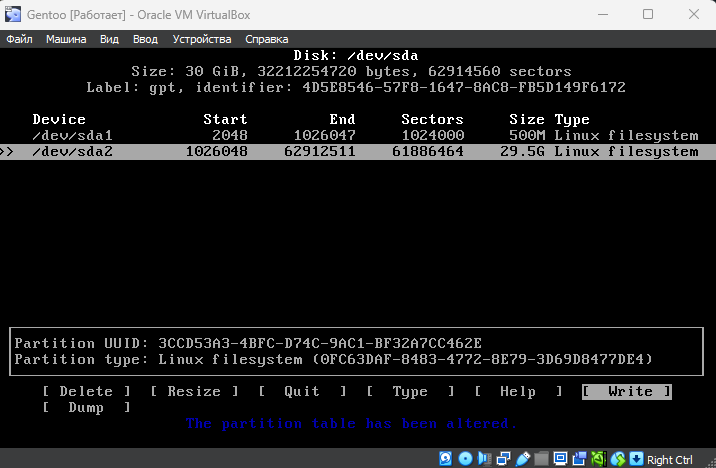 Gentoo [Работает] - Oracle VM VirtualBox
Файл Машина Вид Ввод Устройства Справка
Disk: /dev/sda
Size: 30 GiB, 32212254720 bytes, 62914560 sectors
Label: gpt, identifier: 4D5E8546-57F8-1647-8AC8-FB5D149F6172
Device Start End Sectors Size Type
/dev/sda1 2048 1026047 1024000 500M Linux filesystem
>> /dev/sda2 1026048 62912511 61886464 29.5G Linux filesystem
Partition UUID: 3CCD53A3-4BFC-D74C-9AC1-BF32A7CC462E
Partition type: Linux filesystem (0FC63DAF-8483-4772-8E79-3D69D8477DE4)
[ Delete ] [ Resize ] [ Quit ] [ Type ] [ Help ] [ Write ]
[ Dump ]
The partition table has been altered.
Right Ctrl